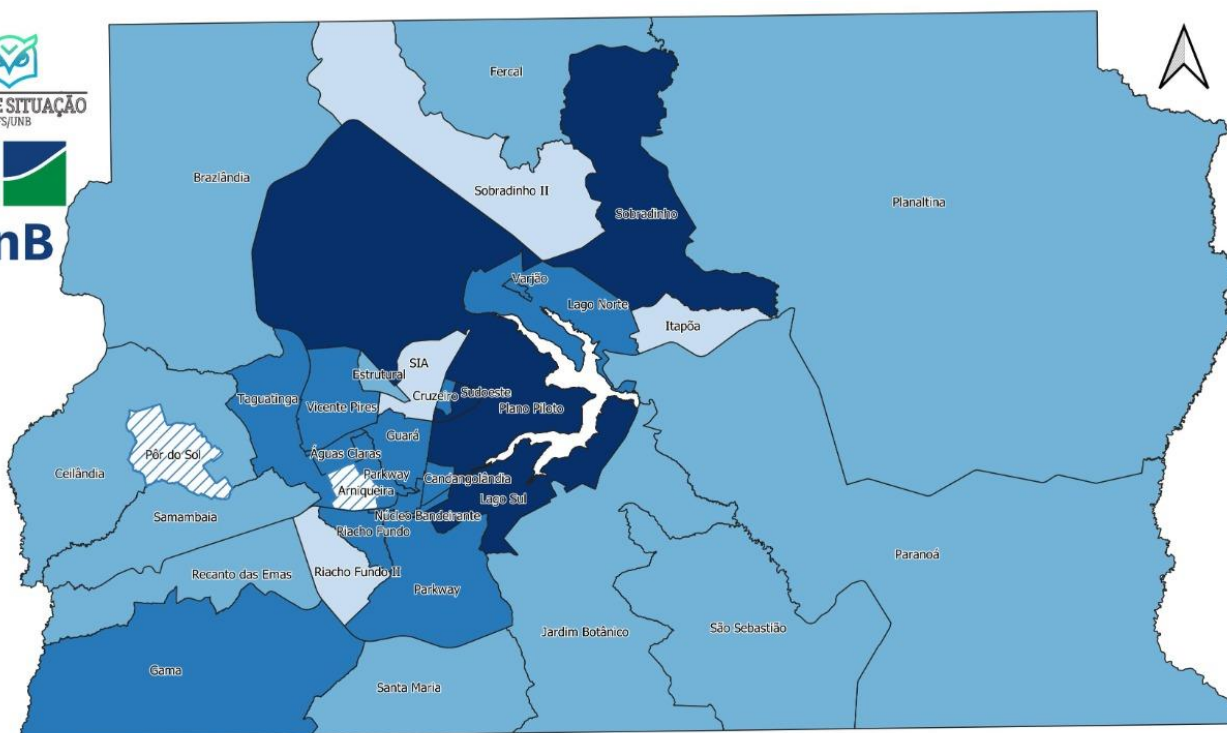 E SITUAÇÃO
S/UNB
nB
Fercal
Brazlândia
Sobradinho II
Planaltina
Sobradinho
Varjão
Lago Norte
Itapõa
SIA
Estrutural
Cruzeiro
Sudoeste
Taguatinga
Vicente Pires
Plano Piloto
Guará
Pôr do Sol
Águas Claras
Ceilândia
Parkway
Candangolândia
Arniqueira
Lago Sul
Samambaia
Núcleo Bandeirante
Riacho Fundo
Paranoá
Recanto das Emas
Riacho Fundo II
Parkway
São Sebastião
Jardim Botânico
Gama
Santa Maria